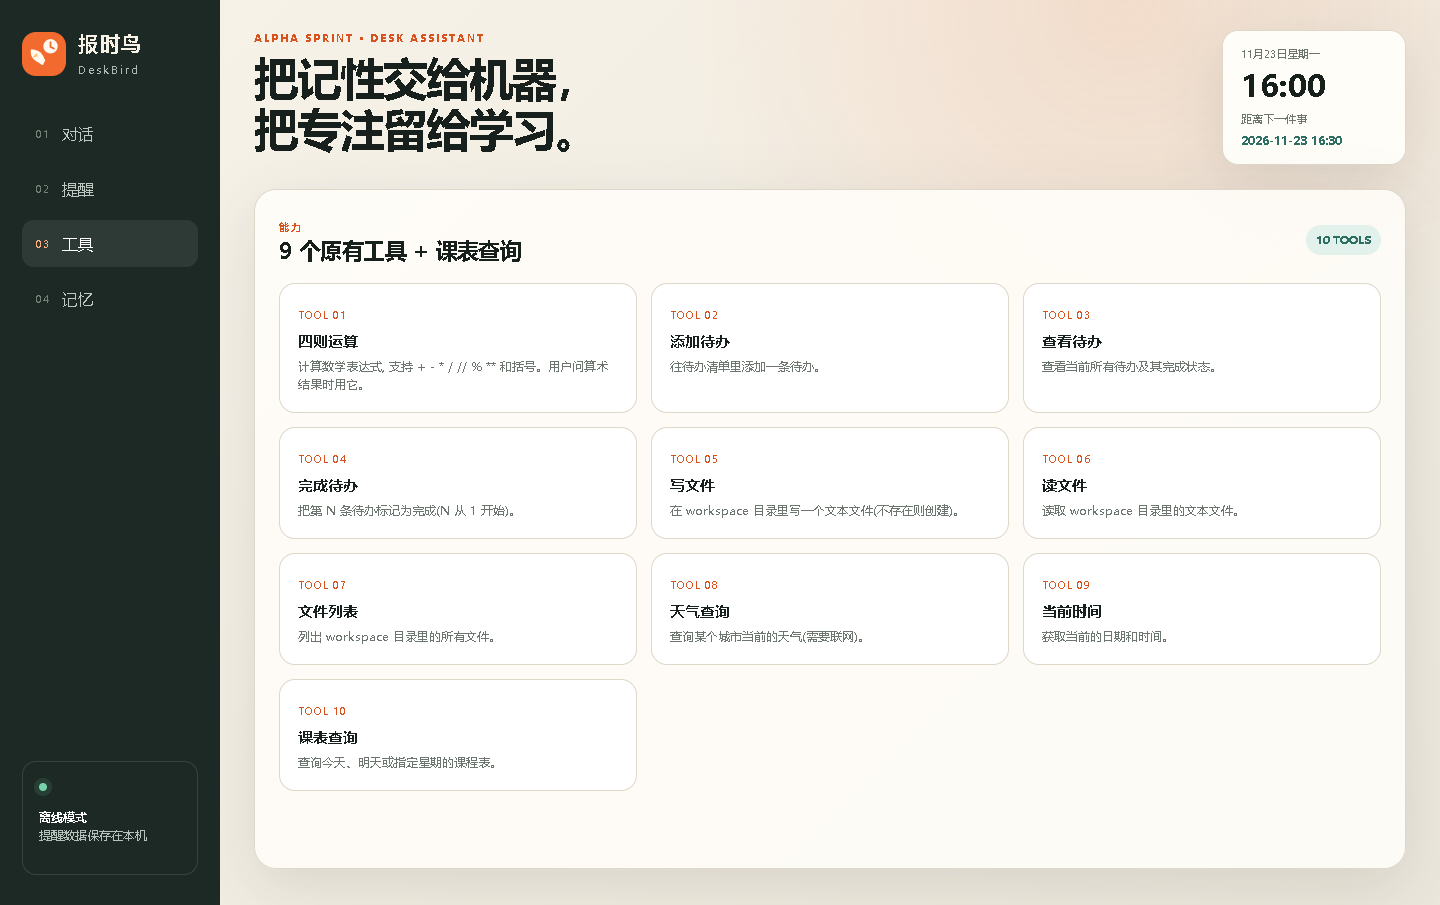 报时鸟
DeskBird
01 对话
02 提醒
03 工具
04 记忆
离线模式
提醒数据保存在本机
ALPHA SPRINT • DESK ASSISTANT
把记性交给机器，
把专注留给学习。
11月23日星期一
16:00
距离下一件事
2026-11-23 16:30
能力
9 个原有工具 + 课表查询
10 TOOLS
TOOL 01
四则运算
计算数学表达式, 支持 + - * / // % ** 和括号。用户问算术
结果时用它。
TOOL 02
添加待办
往待办清单里添加一条待办。
TOOL 03
查看待办
查看当前所有待办及其完成状态。
TOOL 04
完成待办
把第 N 条待办标记为完成(N 从 1 开始)。
TOOL 05
写文件
在 workspace 目录里写一个文本文件(不存在则创建)。
TOOL 06
读文件
读取 workspace 目录里的文本文件。
TOOL 07
文件列表
列出 workspace 目录里的所有文件。
TOOL 08
天气查询
查询某个城市当前的天气(需要联网)。
TOOL 09
当前时间
获取当前的日期和时间。
TOOL 10
课表查询
查询今天、明天或指定星期的课程表。